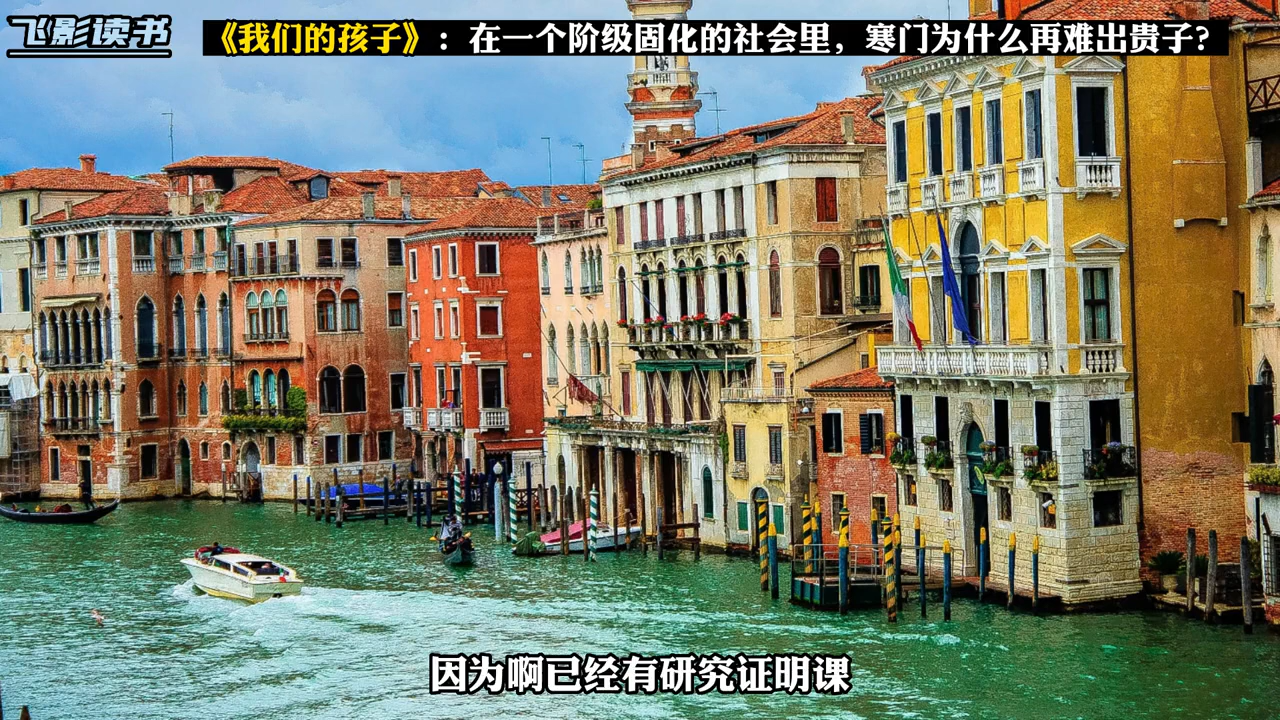 飞影读书
《我们的孩子》：在一个阶级固化的社会里，寒门为什么再难出贵子？
因为啊已经有研究证明课